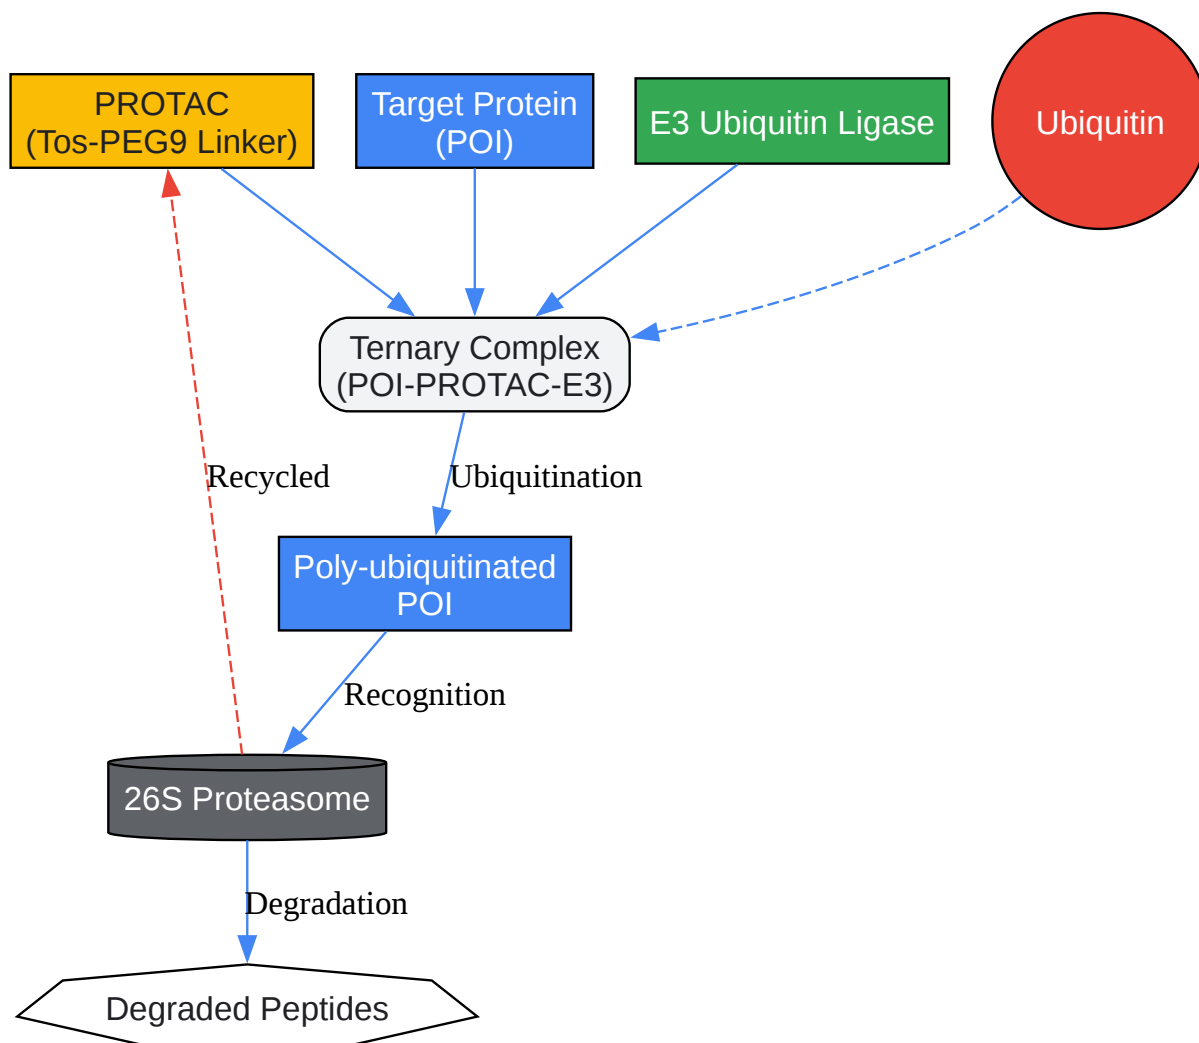 PROTAC
(Tos-PEG9 Linker)
Target Protein
(POI)
E3 Ubiquitin Ligase
Ubiquitin
Ternary Complex
(POI-PROTAC-E3)
Recycled
Ubiquitination
Poly-ubiquitinated
POI
Recognition
26S Proteasome
Degradation
Degraded Peptides